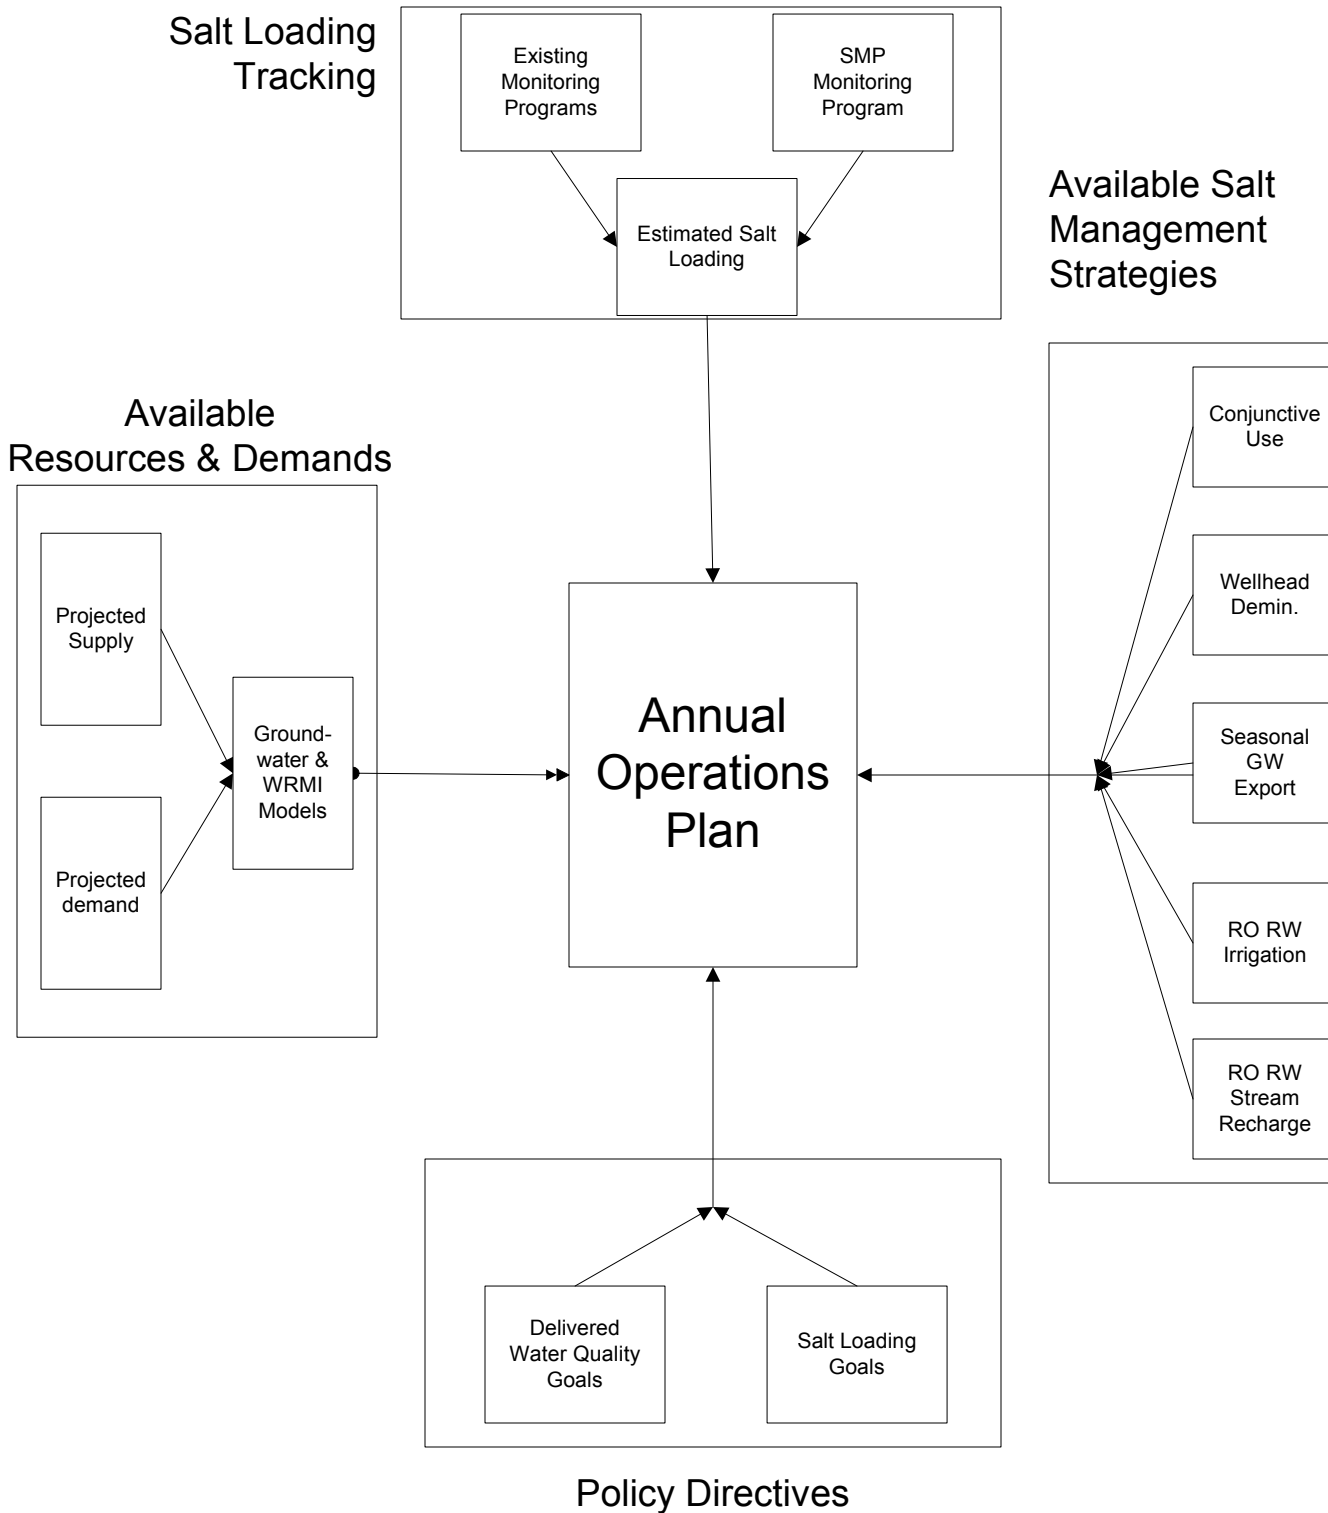 Salt Loading
Tracking
Existing
Monitoring
Programs
SMP
Monitoring
Program
Estimated Salt
Loading
Available Salt
Management
Strategies
Conjunctive
Use
Wellhead
Demin.
Seasonal
GW
Export
RO RW
Irrigation
RO RW
Stream
Recharge
Available
Resources & Demands
Projected
Supply
Projected
demand
Ground-
water &
WRMI
Models
Annual
Operations
Plan
Delivered
Water Quality
Goals
Salt Loading
Goals
Policy Directives